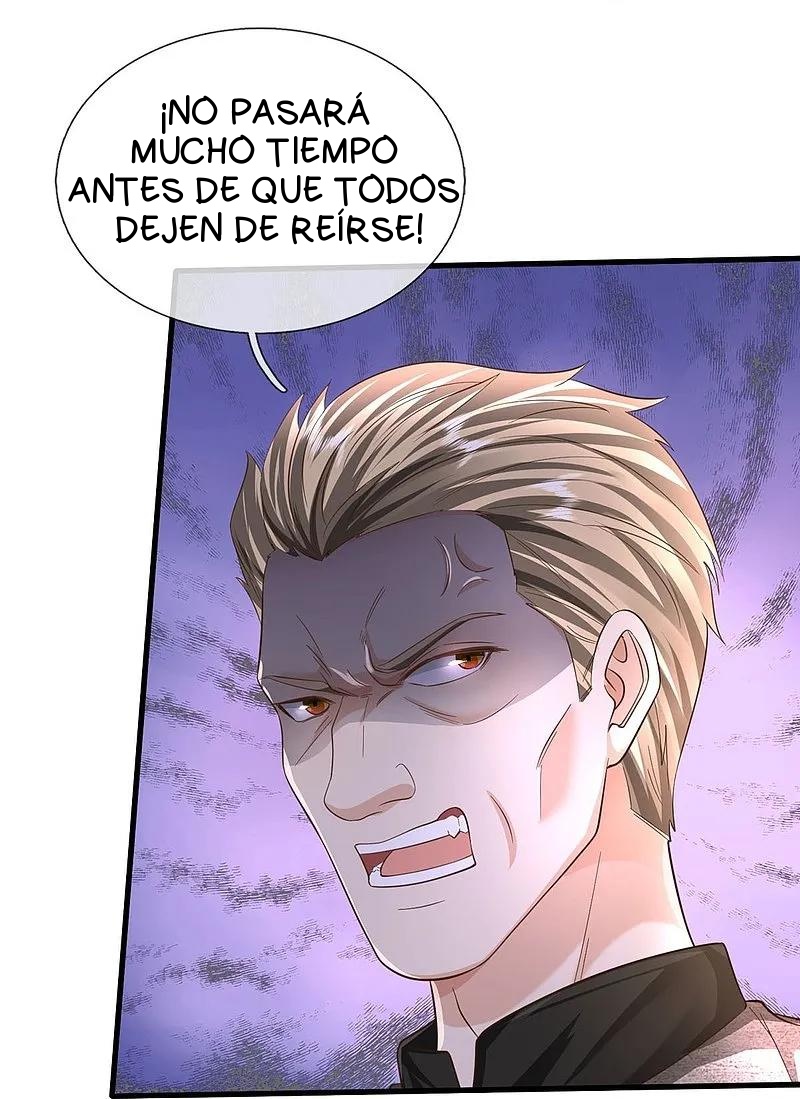 ¡NO PASARÁ
MUCHO TIEMPO
ANTES DE QUE TODOS
DEJEN DE REÍRSE!